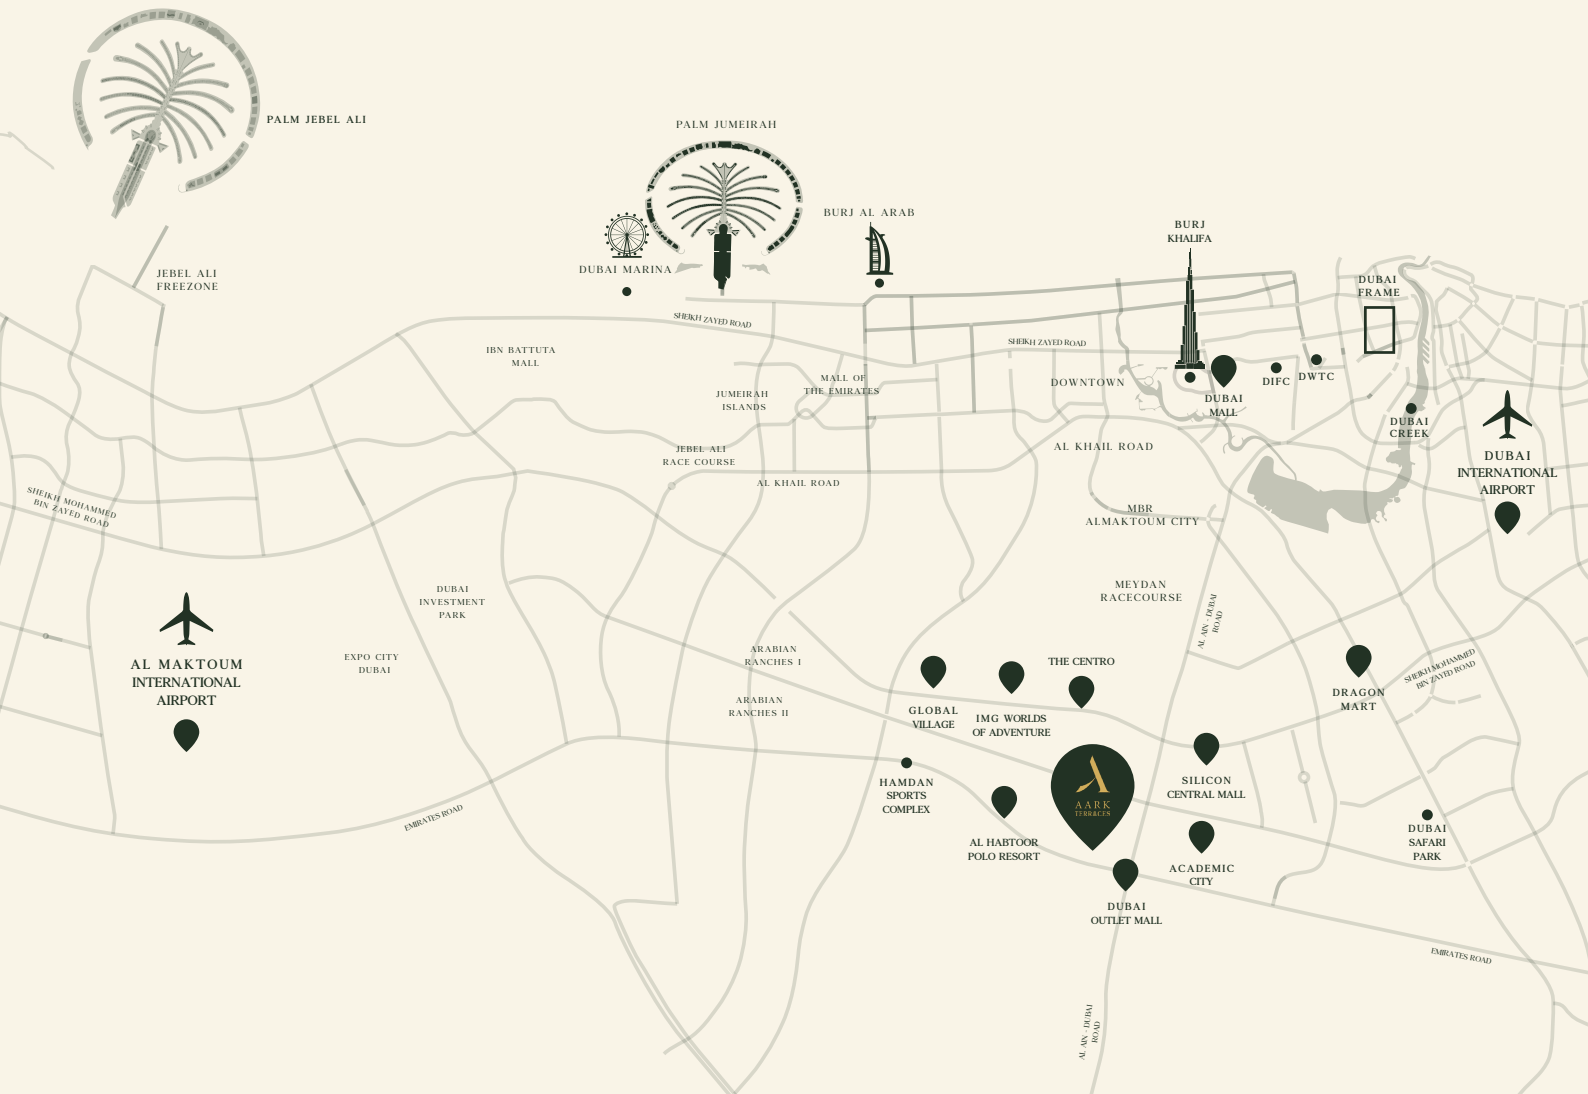 PALM JEBEL ALI
PALM JUMEIRAH
BURJ AL ARAB
BURJ
KHALIFA
JEBEL ALI
FREEZONE
DUBAI MARINA
DUBAI
FRAME
SHEIKH ZAYED ROAD
SHEIKH ZAYED ROAD
IBN BATTUTA
MALL
MALL OF
THE EMIRATES
JUMEIRAH
ISLANDS
DOWNTOWN
DUBAI
MALL
DIFC
DWTC
DUBAI
CREEK
DUBAI
INTERNATIONAL
AIRPORT
JEBEL ALI
RACE COURSE
AL KHAIL ROAD
AL KHAIL ROAD
SHEIKH MOHAMMED
BIN ZAYED ROAD
MBR
ALMAKTOUM CITY
DUBAI
INVESTMENT
PARK
MEYDAN
RACECOURSE
AL AIN - DUBAI
ROAD
AL MAKTOUM
INTERNATIONAL
AIRPORT
EXPO CITY
DUBAI
ARABIAN
RANCHES I
ARABIAN
RANCHES II
THE CENTRO
GLOBAL
VILLAGE
IMG WORLDS
OF ADVENTURE
DRAGON
MART
SHEIKH MOHAMMED
BIN ZAYED ROAD
HAMDAN
SPORTS
COMPLEX
AARK
TERRACES
SILICON
CENTRAL MALL
EMIRATES ROAD
AL HABTOOR
POLO RESORT
ACADEMIC
CITY
DUBAI
SAFARI
PARK
DUBAI
OUTLET MALL
EMIRATES ROAD
AL AIN - DUBAI
ROAD